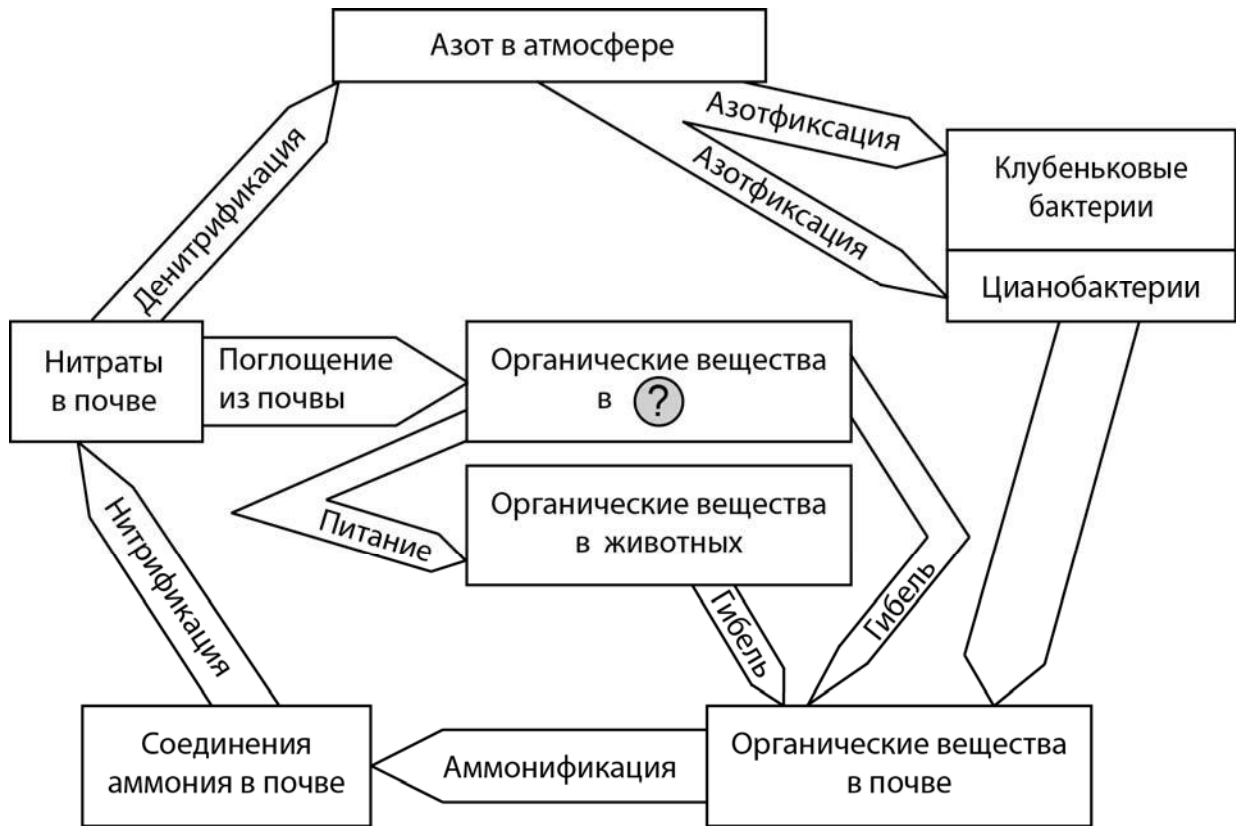 Азот в атмосфере
Азотфиксация
Азотфиксация
Клубеньковые
бактерии
Цианобактерии
Денитрификация
Нитраты
в почве
Поглощение
из почвы
Органические вещества
в ?
Питание
Органические вещества
в животных
Нитрификация
Гибель
Гибель
Соединения
аммония в почве
Аммонификация
Органические вещества
в почве